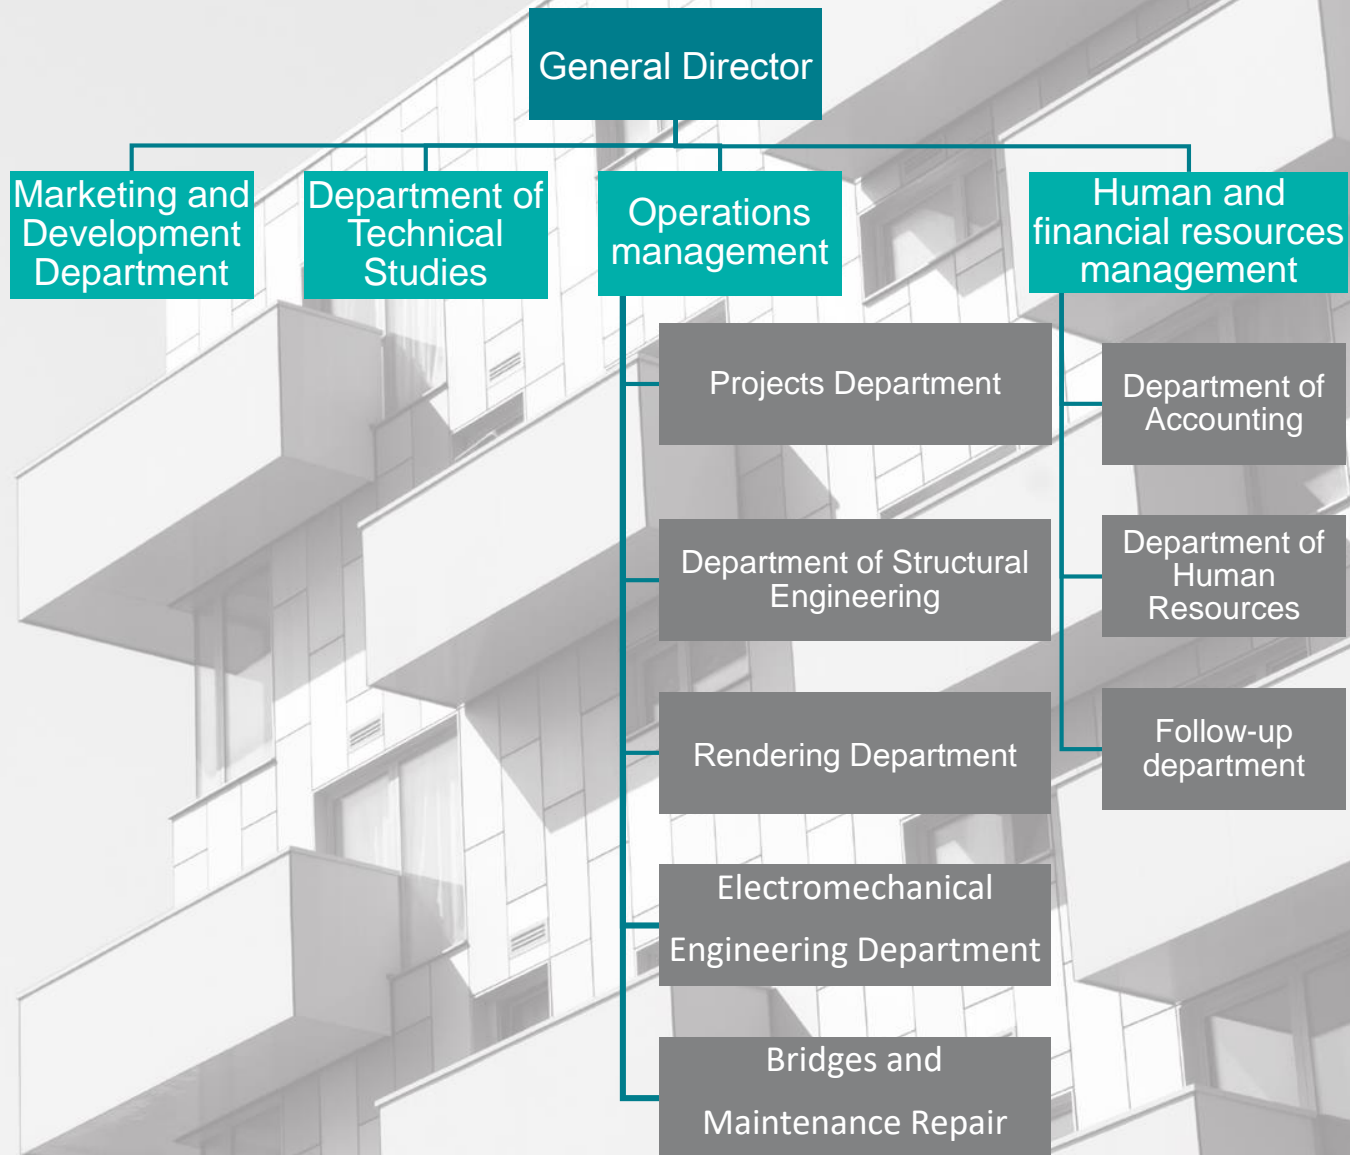 General Director
Marketing and
Development
Department
Department of
Technical
Studies
Operations
management
Human and
financial resources
management
Projects Department
Department of Structural
Engineering
Rendering Department
Electromechanical
Engineering Department
Bridges and
Maintenance Repair
Department of
Accounting
Department of
Human
Resources
Follow-up
department